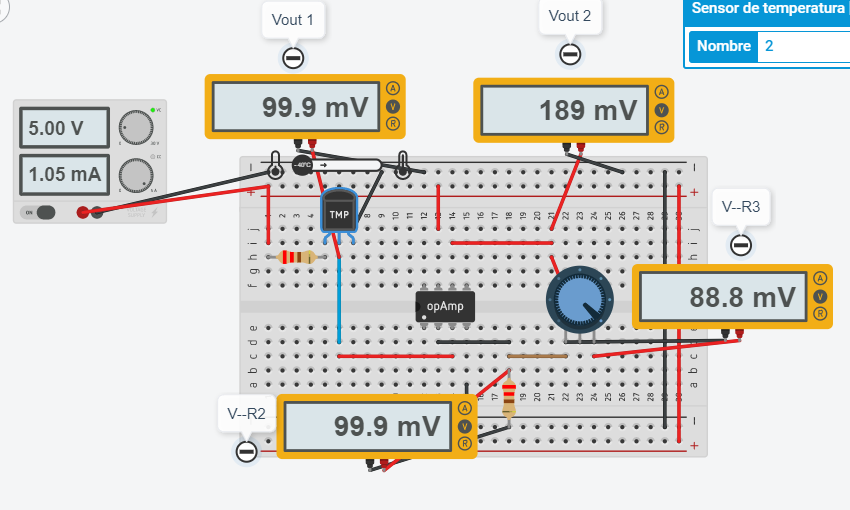 Sensor de temperatura
Nombre 2
Vout 1
Vout 2
99.9 mV
A
V
R
189 mV
A
V
R
5.00 V
1.05 mA
ON
-40°C
TMP
V--R3
88.8 mV
A
V
R
opAmp
V--R2
99.9 mV
A
V
R